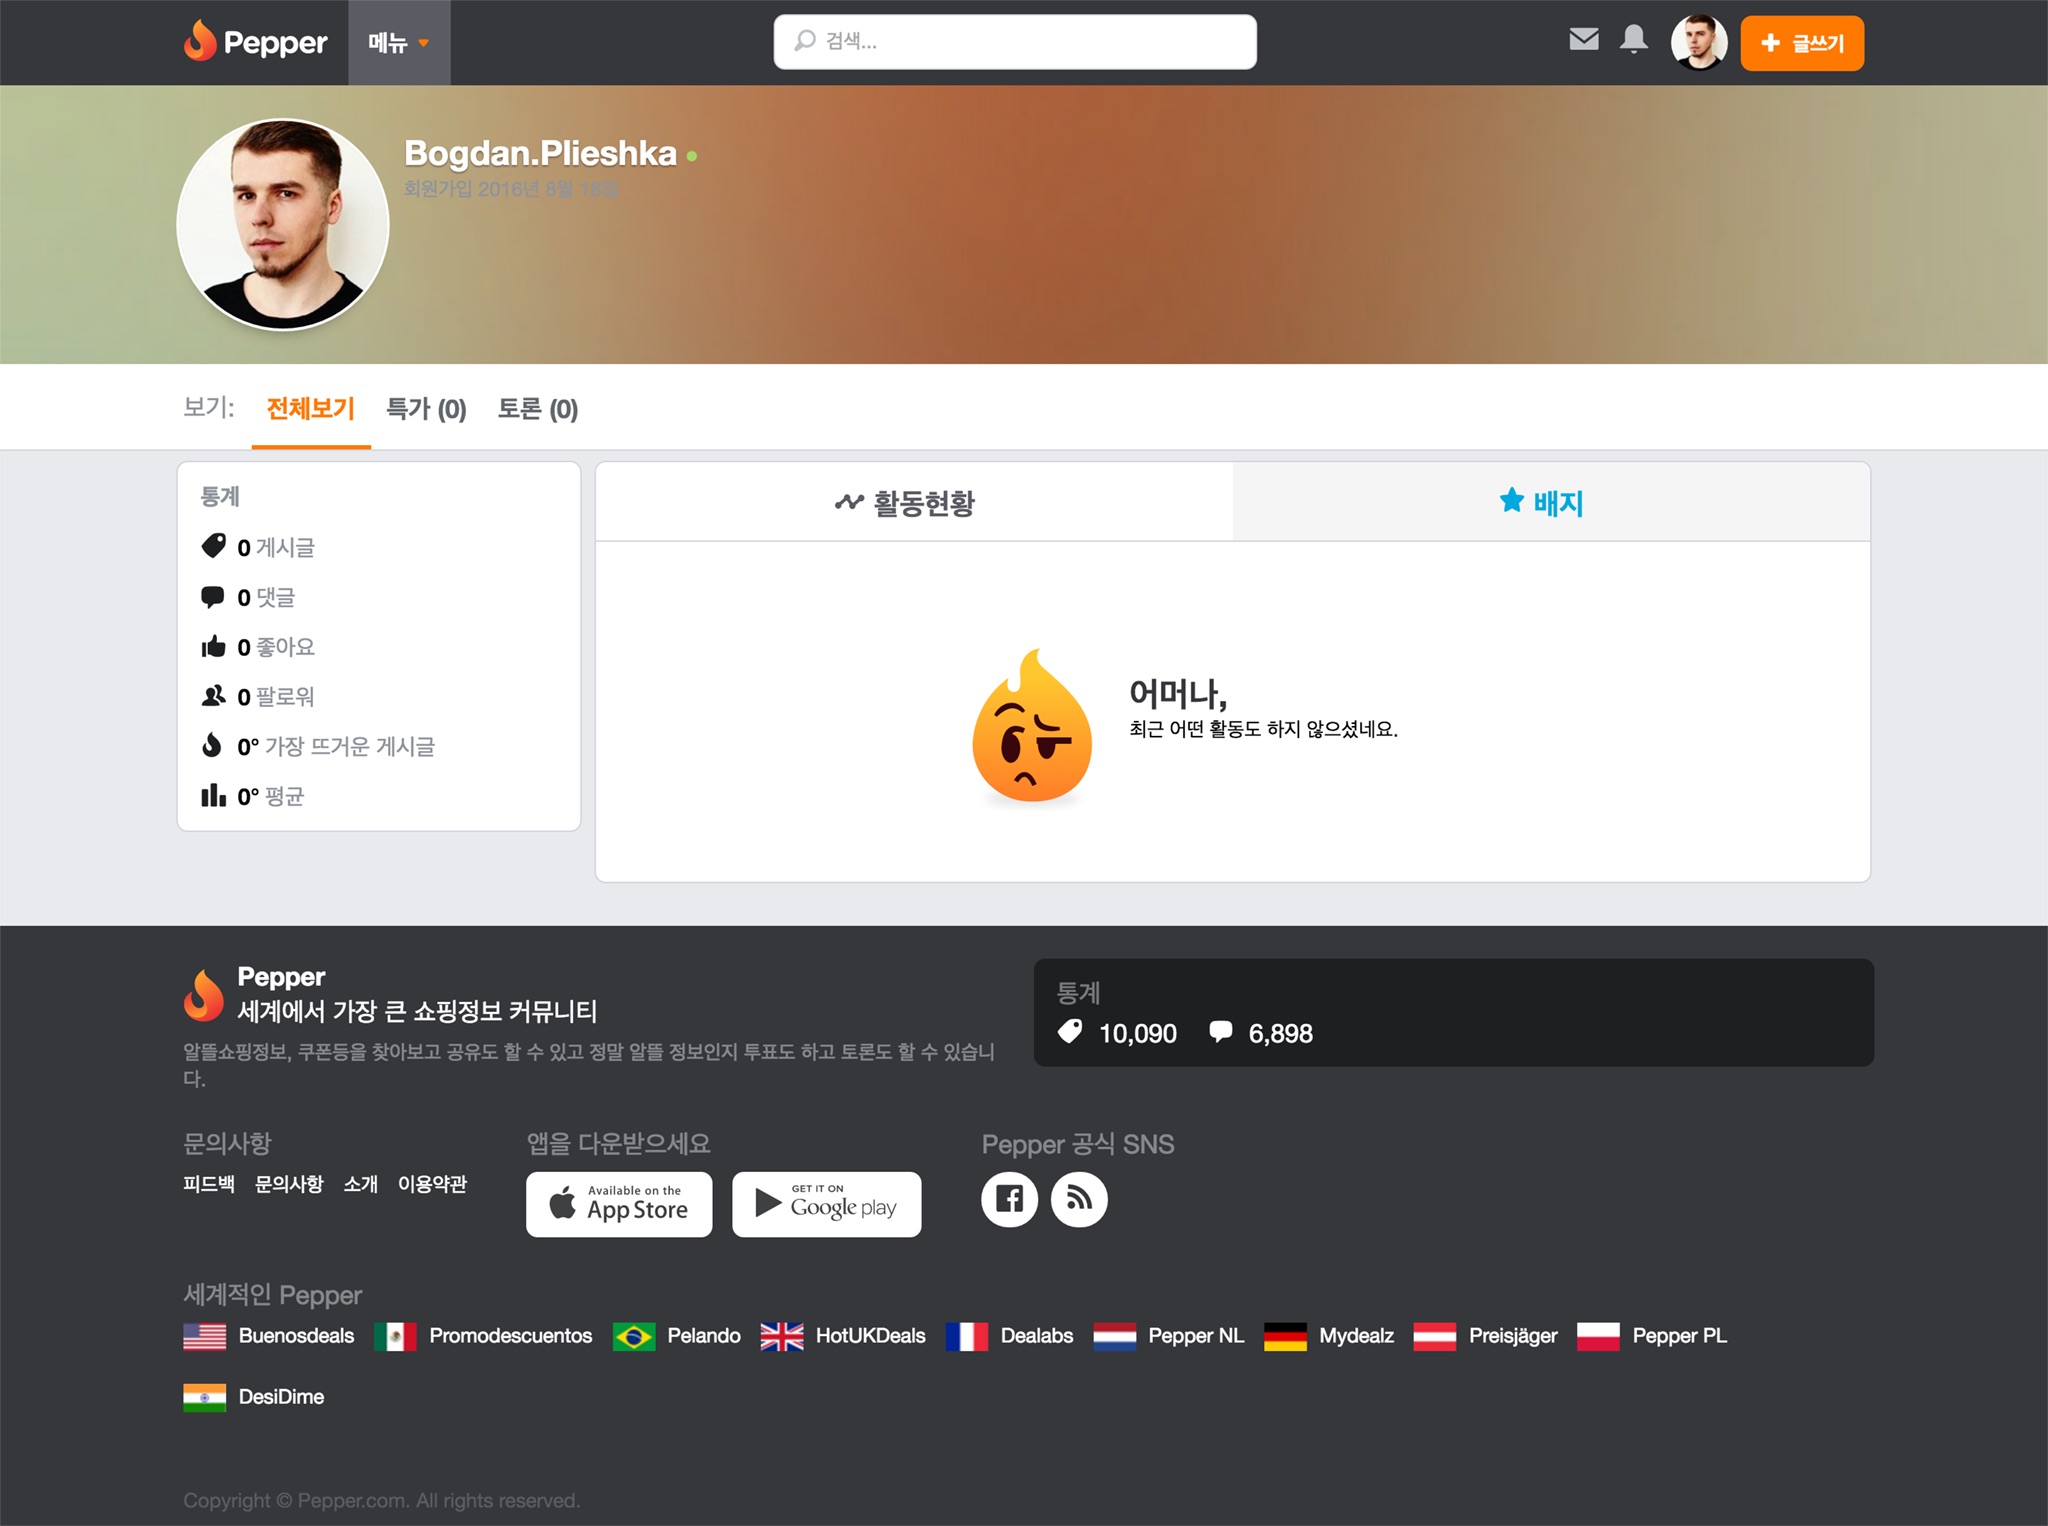 Pepper
메뉴
검색...
글쓰기
Bogdan.Plieshka
회원가입 2016년 8월 16일
보기: 전체보기 특가 (0) 토론 (0)
통계
0 게시글
0 댓글
0 좋아요
0 팔로워
0° 가장 뜨거운 게시글
0° 평균
활동현황
배지
어머나,
최근 어떤 활동도 하지 않으셨네요.
Pepper
세계에서 가장 큰 쇼핑정보 커뮤니티
알뜰쇼핑정보, 쿠폰등을 찾아보고 공유도 할 수 있고 정말 알뜰 정보인지 투표도 하고 토론도 할 수 있습니
다.
통계
10,090 6,898
문의사항
피드백 문의사항 소개 이용약관
앱을 다운받으세요
Available on the
App Store
GET IT ON
Google play
Pepper 공식 SNS
세계적인 Pepper
Buenosdeals Promodescuentos Pelando HotUKDeals Dealabs Pepper NL Mydealz Preisjäger Pepper PL
DesiDime
Copyright © Pepper.com. All rights reserved.